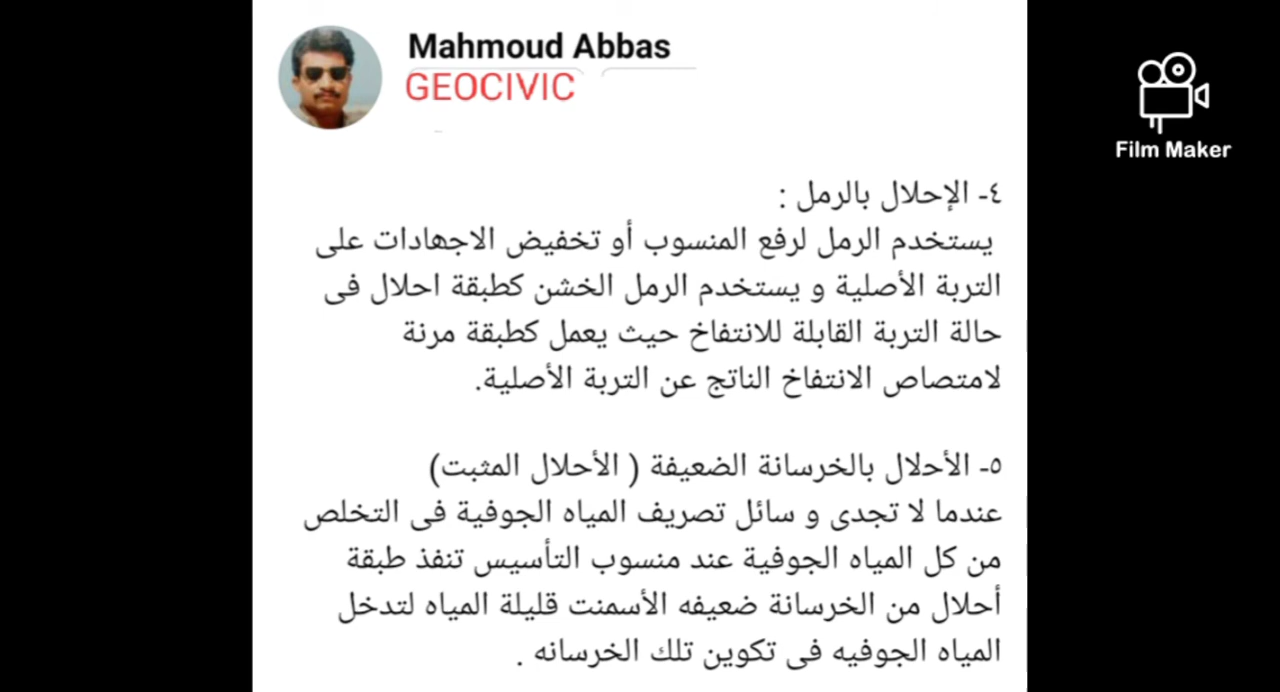 Mahmoud Abbas
GEOCIVIC
Film Maker
٤- الإحلال بالرمل :
يستخدم الرمل لرفع المنسوب أو تخفيض الاجهادات على
التربة الأصلية و يستخدم الرمل الخشن كطبقة احلال فى
حالة التربة القابلة للانتفاخ حيث يعمل كطبقة مرنة
لامتصاص الانتفاخ الناتج عن التربة الأصلية.
٥- الأحلال بالخرسانة الضعيفة ( الأحلال المثبت)
عندما لا تجدى و سائل تصريف المياه الجوفية فى التخلص
من كل المياه الجوفية عند منسوب التأسيس تنفذ طبقة
أحلال من الخرسانة ضعيفه الأسمنت قليلة المياه لتدخل
المياه الجوفيه فى تكوين تلك الخرسانه .